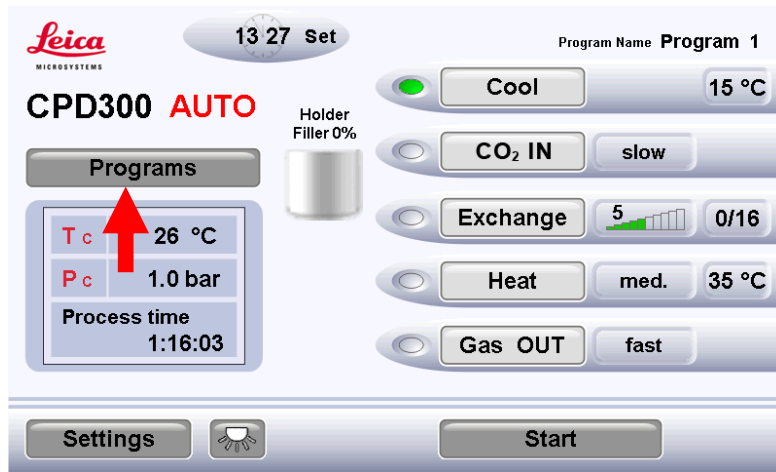 Leica
MICROSYSTEMS
13 27 Set
Program Name Program 1
CPD300 AUTO
Holder
Filler 0%
Programs
T c 26 °C
P c 1.0 bar
Process time
1:16:03
Cool 15 °C
CO₂ IN slow
Exchange 5 0/16
Heat med. 35 °C
Gas OUT fast
Settings
Start